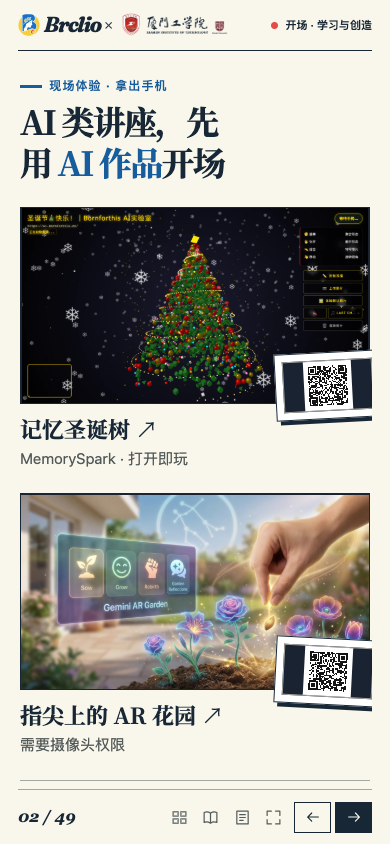 Brclio × 厦门工学院
XIAMEN INSTITUTE OF TECHNOLOGY
开场 · 学习与创造
现场体验 · 拿出手机
AI 类讲座，先
用 AI 作品开场
圣诞节快乐！ | Bornforthis AI实验室
记忆圣诞树 ↗
MemorySpark · 打开即玩
Sow
Grow
Gemini AR Garden
指尖上的 AR 花园 ↗
需要摄像头权限
02 / 49